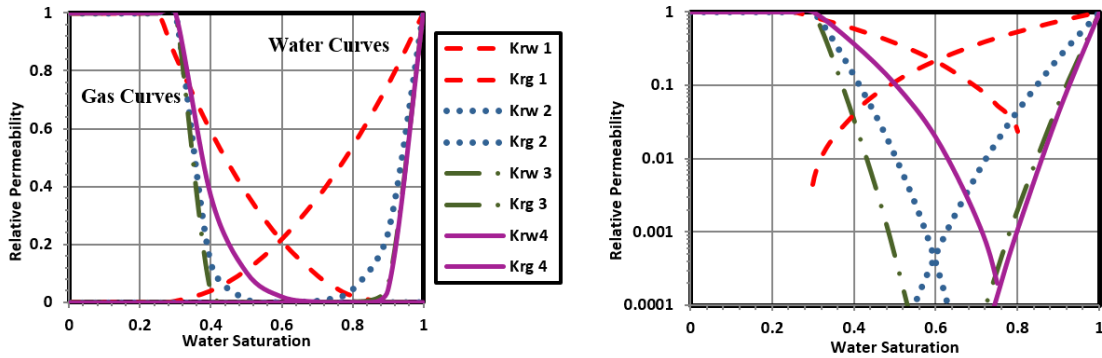 1
0.8
0.6
0.4
0.2
0
Relative Permeability
Water Curves
Gas Curves
0 0.2 0.4 0.6 0.8 1
Water Saturation
Krw 1
Krg 1
Krw 2
Krg 2
Krw 3
Krg 3
Krw4
Krg 4
1
0.1
0.01
0.001
0.0001
Relative Permeability
0 0.2 0.4 0.6 0.8 1
Water Saturation